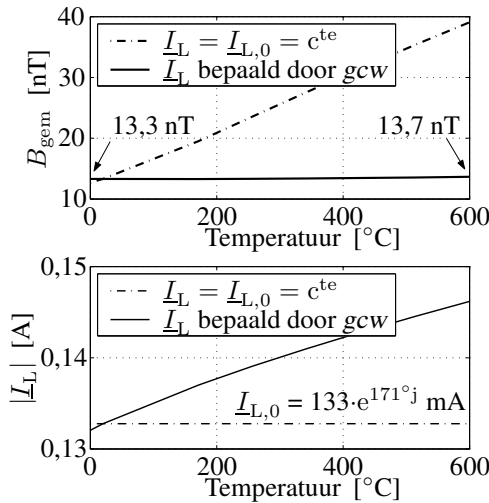 40
30
20
10
B_gem [nT]
I_L = I_L,0 = c^te
I_L bepaald door gcw
13,3 nT
13,7 nT
0 200 400 600
Temperatuur [°C]
0,15
0,14
0,13
|I_L| [A]
I_L = I_L,0 = c^te
I_L bepaald door gcw
I_L,0 = 133·e^171°j mA
0 200 400 600
Temperatuur [°C]